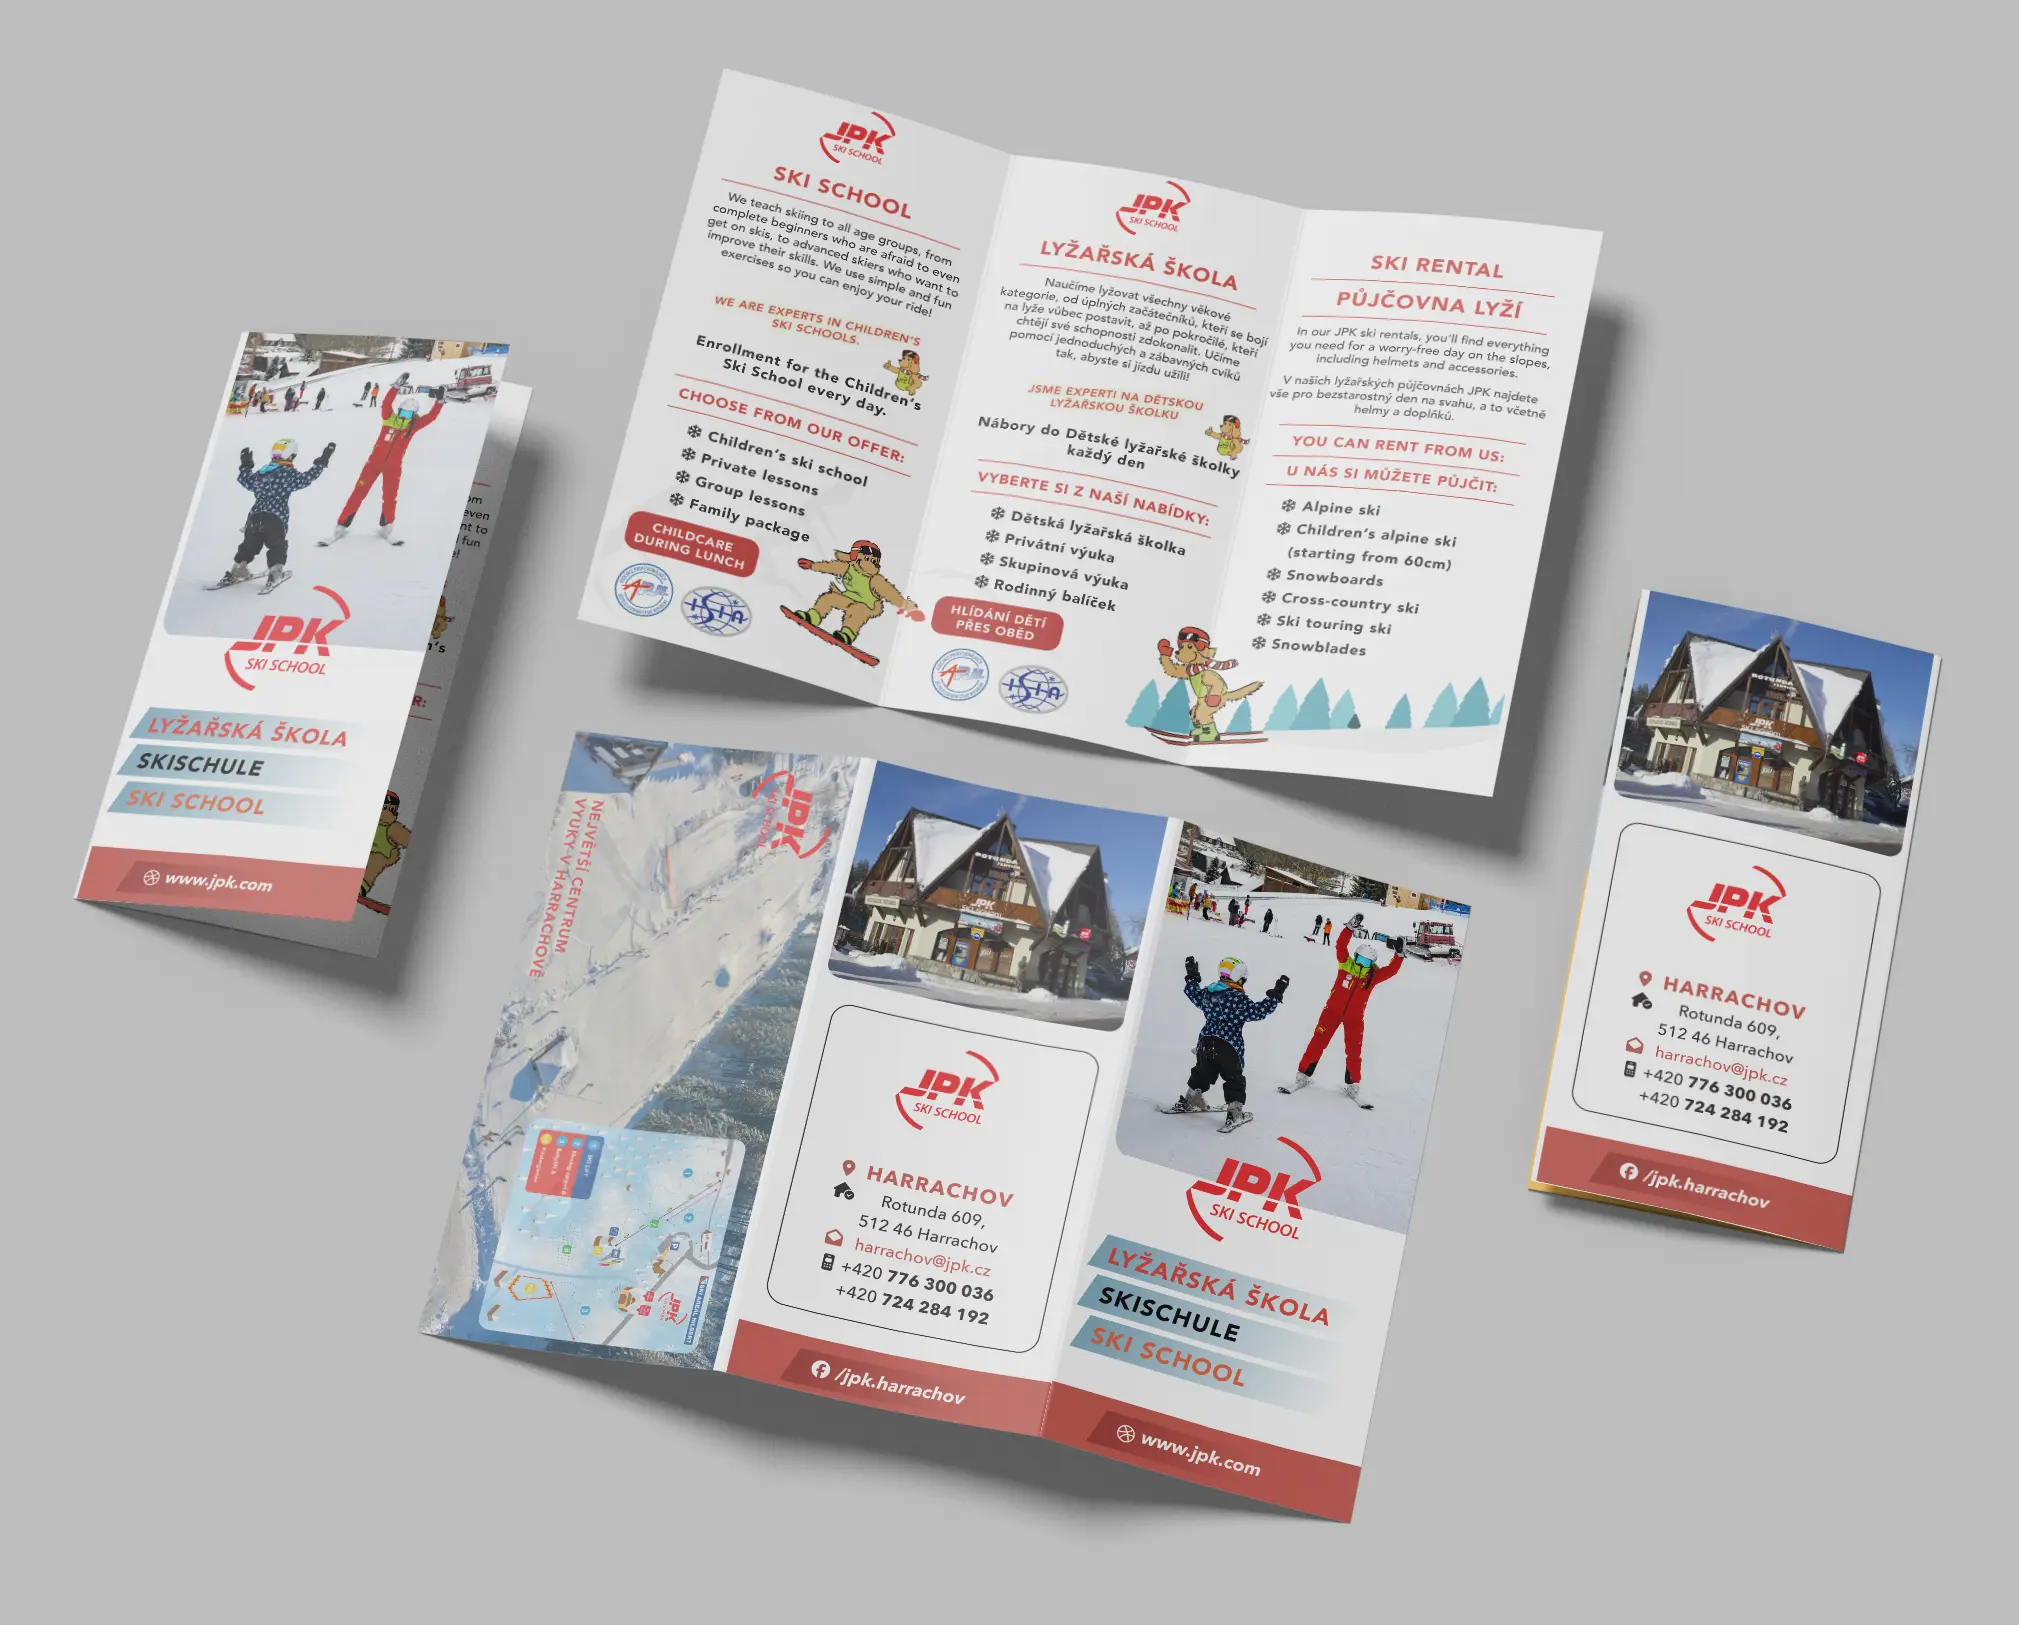 JPK
SKI SCHOOL
LYŽAŘSKÁ ŠKOLA
SKISCHULE
SKI SCHOOL
www.jpk.com
JPK
SKI SCHOOL
SKI SCHOOL
We teach skiing to all age groups, from
complete beginners who are afraid to even
get on skis, to advanced skiers who want to
improve their skills. We use simple and fun
exercises so you can enjoy your ride!
WE ARE EXPERTS IN CHILDREN'S
SKI SCHOOLS.
Enrollment for the Children's
Ski School every day.
CHOOSE FROM OUR OFFER:
Children's ski school
Private lessons
Group lessons
Family package
CHILDCARE
DURING LUNCH
ISIA
JPK
SKI SCHOOL
LYŽAŘSKÁ ŠKOLA
Naučíme lyžovat všechny věkové
kategorie, od úplných začátečníků, kteří se bojí
na lyže vůbec postavit, až po pokročilé, kteří
chtějí své schopnosti zdokonalit. Učíme
pomocí jednoduchých a zábavných cviků
tak, abyste si jízdu užili!
JSME EXPERTI NA DĚTSKOU
LYŽAŘSKOU ŠKOLKU
Nábory do Dětské lyžařské školky
každý den
VYBERTE SI Z NAŠÍ NABÍDKY:
Dětská lyžařská školka
Privátní výuka
Skupinová výuka
Rodinný balíček
HLÍDÁNÍ DĚTÍ
PŘES OBĚD
ISIA
SKI RENTAL
PŮJČOVNA LYŽÍ
In our JPK ski rentals, you'll find everything
you need for a worry-free day on the slopes,
including helmets and accessories.
V našich lyžařských půjčovnách JPK najdete
vše pro bezstarostný den na svahu, a to včetně
helmy a doplňků.
YOU CAN RENT FROM US:
U NÁS SI MŮŽETE PŮJČIT:
Alpine ski
Children's alpine ski
(starting from 60cm)
Snowboards
Cross-country ski
Ski touring ski
Snowblades
JPK
SKI SCHOOL
NEJVĚTŠÍ CENTRUM
VÝUKY V HARRACHOVĚ
SKI LIFT
JPK
ROTUNDA
PENSION
JPK
JPK
SKI SCHOOL
HARRACHOV
Rotunda 609,
512 46 Harrachov
harrachov@jpk.cz
+420 776 300 036
+420 724 284 192
/jpk.harrachov
JPK
SKI SCHOOL
LYŽAŘSKÁ ŠKOLA
SKISCHULE
SKI SCHOOL
www.jpk.com
ROTUNDA
PENSION
JPK
JPK
SKI SCHOOL
HARRACHOV
Rotunda 609,
512 46 Harrachov
harrachov@jpk.cz
+420 776 300 036
+420 724 284 192
/jpk.harrachov